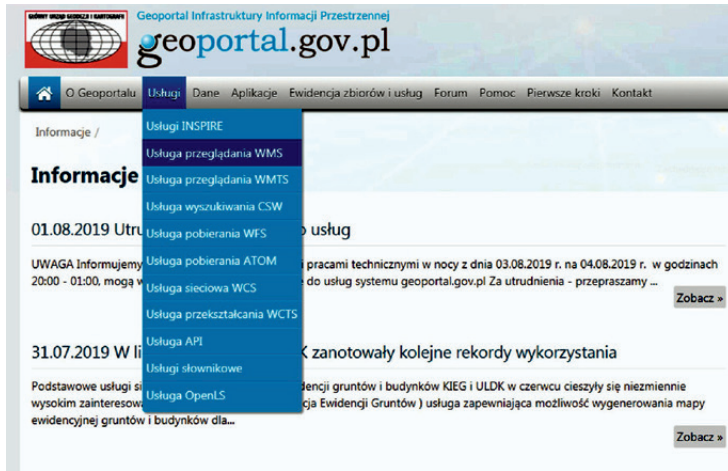 GŁÓWNY URZĄD GEODEZJI I KARTOGRAFII
Geoportal Infrastruktury Informacji Przestrzennej
geoportal.gov.pl
O Geoportalu Usługi Dane Aplikacje Ewidencja zbiorów i usług Forum Pomoc Pierwsze kroki Kontakt
Informacje /
Usługi INSPIRE
Usługa przeglądania WMS
Usługa przeglądania WMTS
Usługa wyszukiwania CSW
Usługa pobierania WFS
Usługa pobierania ATOM
Usługa sieciowa WCS
Usługa przekształcania WCTS
Usługa API
Usługi słownikowe
Usługa OpenLS
Informacje
01.08.2019 usług
UWAGA Informujemy pracami technicznymi w nocy z dnia 03.08.2019 r. na 04.08.2019 r. w godzinach
20:00 - 01:00, mogą do usług systemu geoportal.gov.pl Za utrudnienia - przepraszamy ...
Zobacz »
31.07.2019 W zanotowały kolejne rekordy wykorzystania
Podstawowe usługi gruntów i budynków KIEG i ULDK w czerwcu cieszyły się niezmiennie
wysokim Ewidencji Gruntów ) usługa zapewniająca możliwość wygenerowania mapy
ewidencyjnej gruntów i budynków dla...
Zobacz »